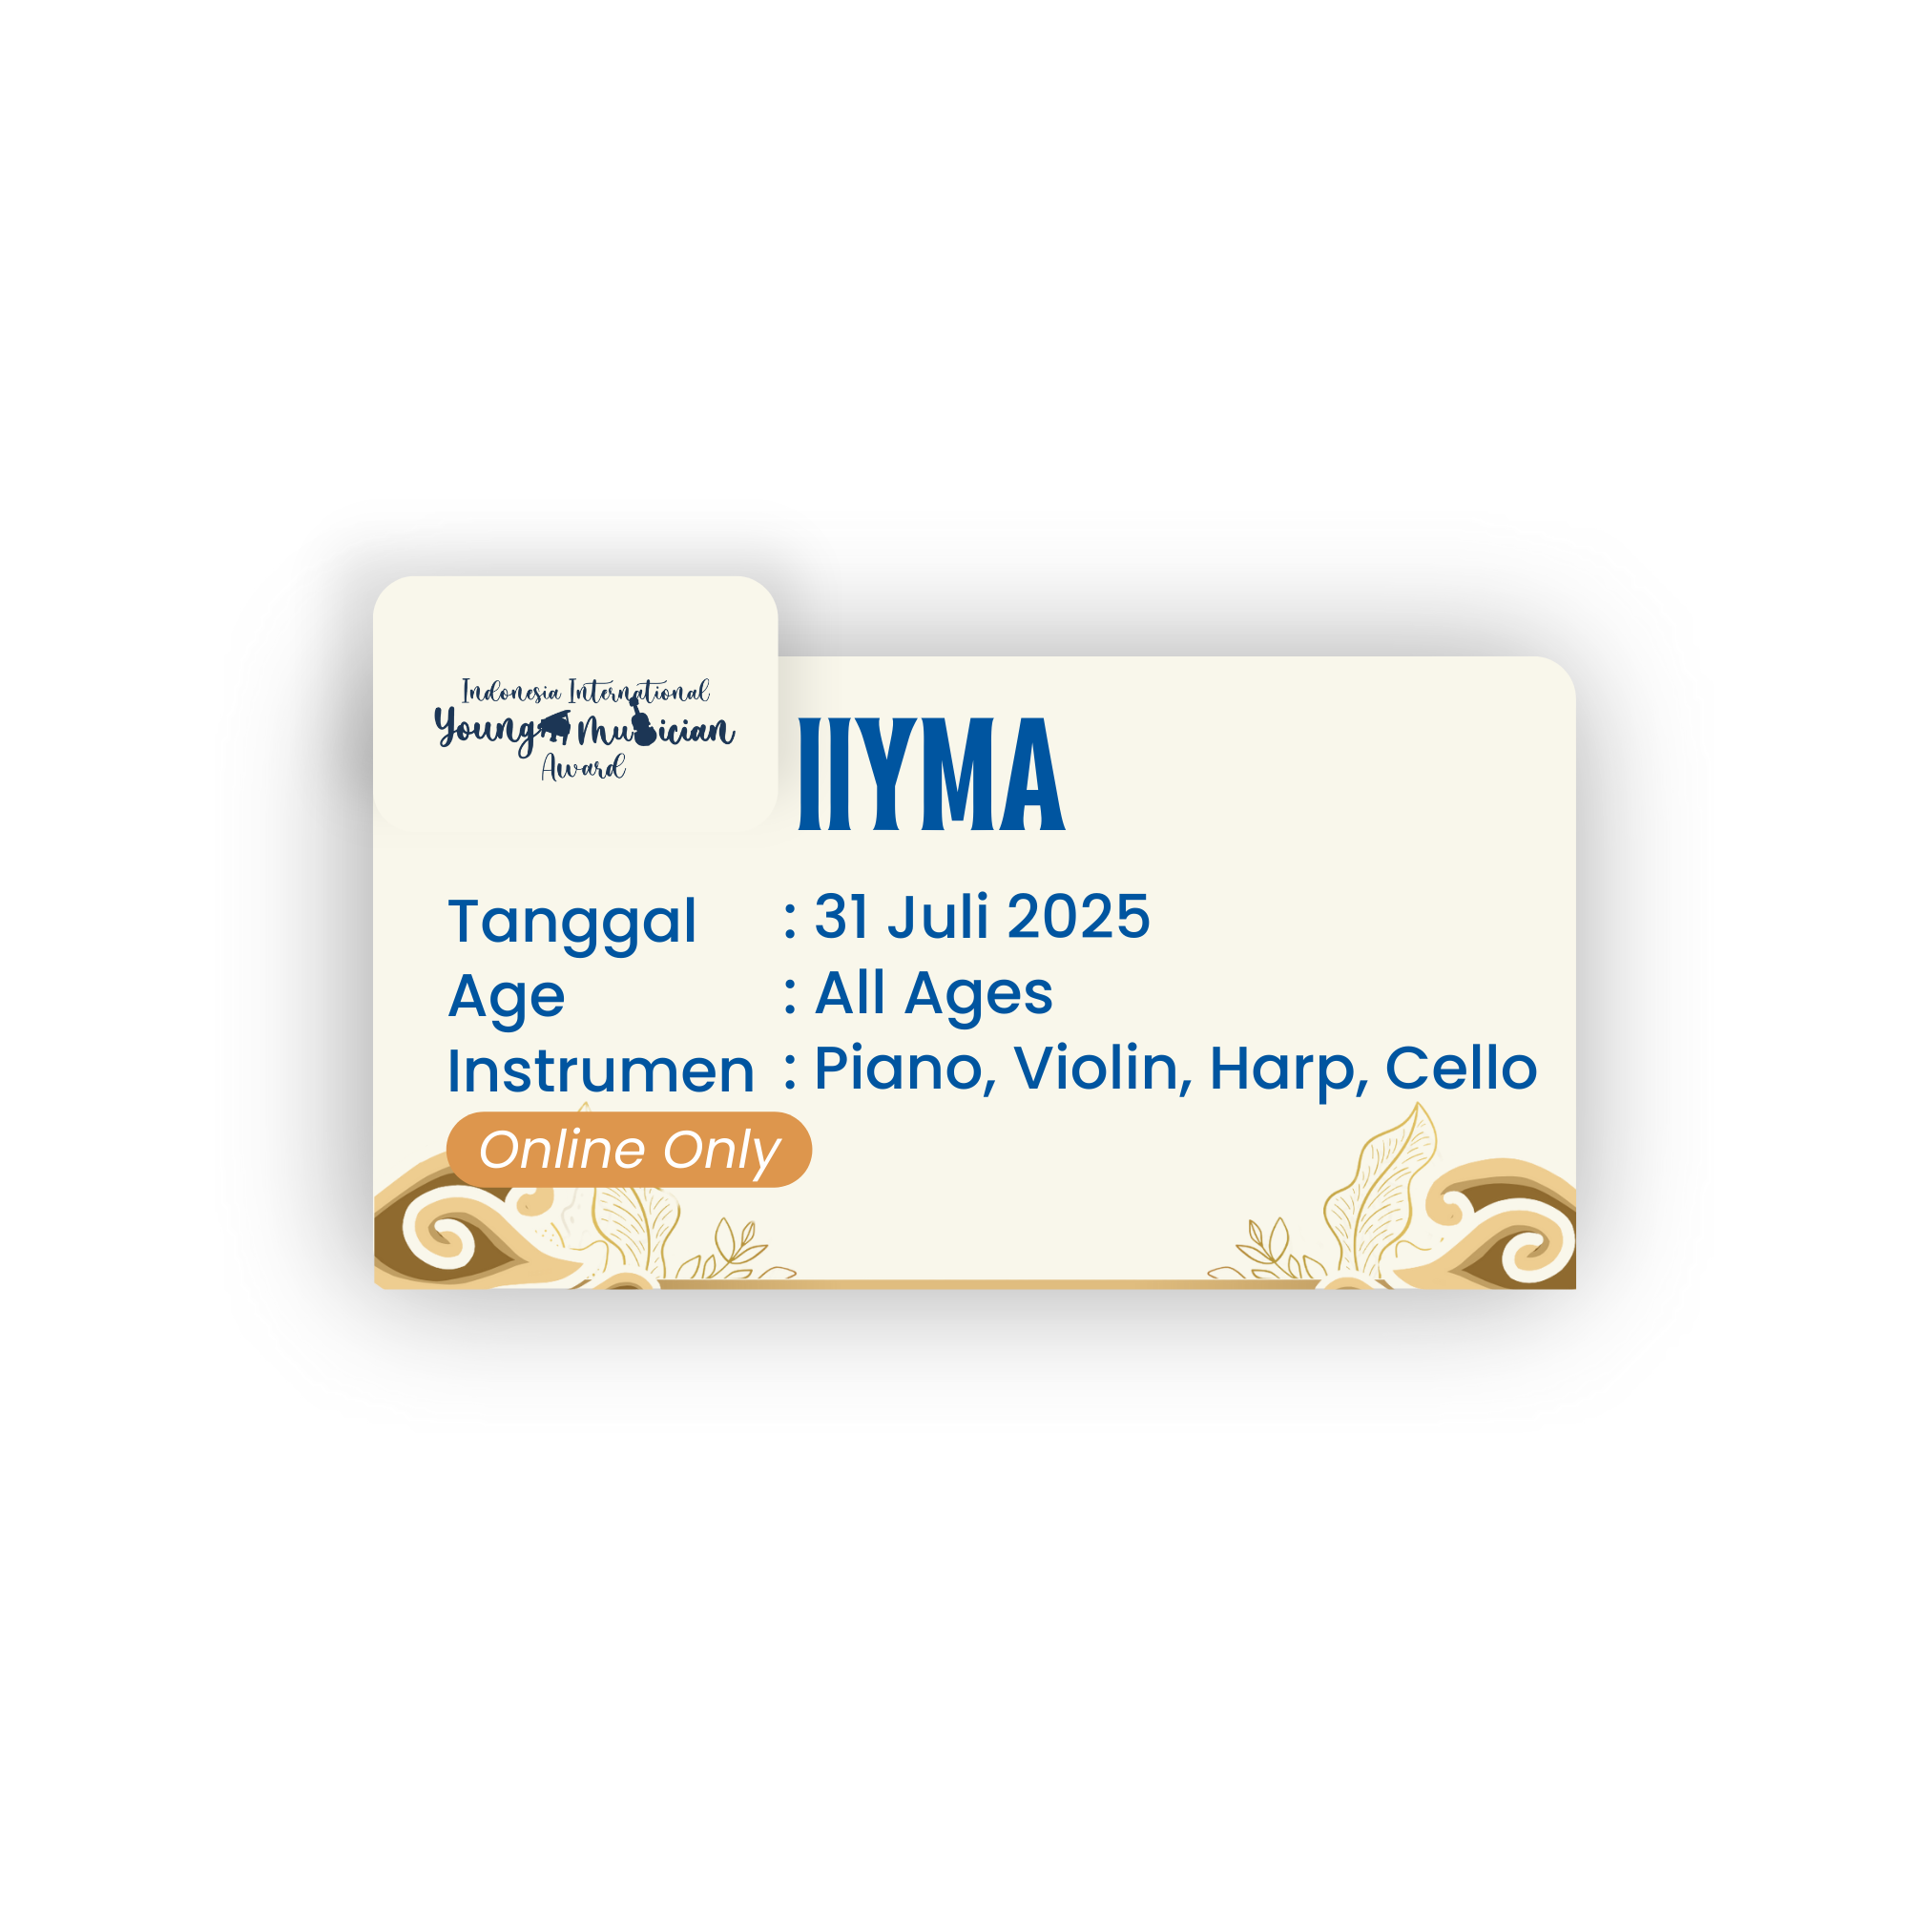 Indonesia International
Young Musician
Award
IIYMA
Tanggal : 31 Juli 2025
Age : All Ages
Instrumen : Piano, Violin, Harp, Cello
Online Only